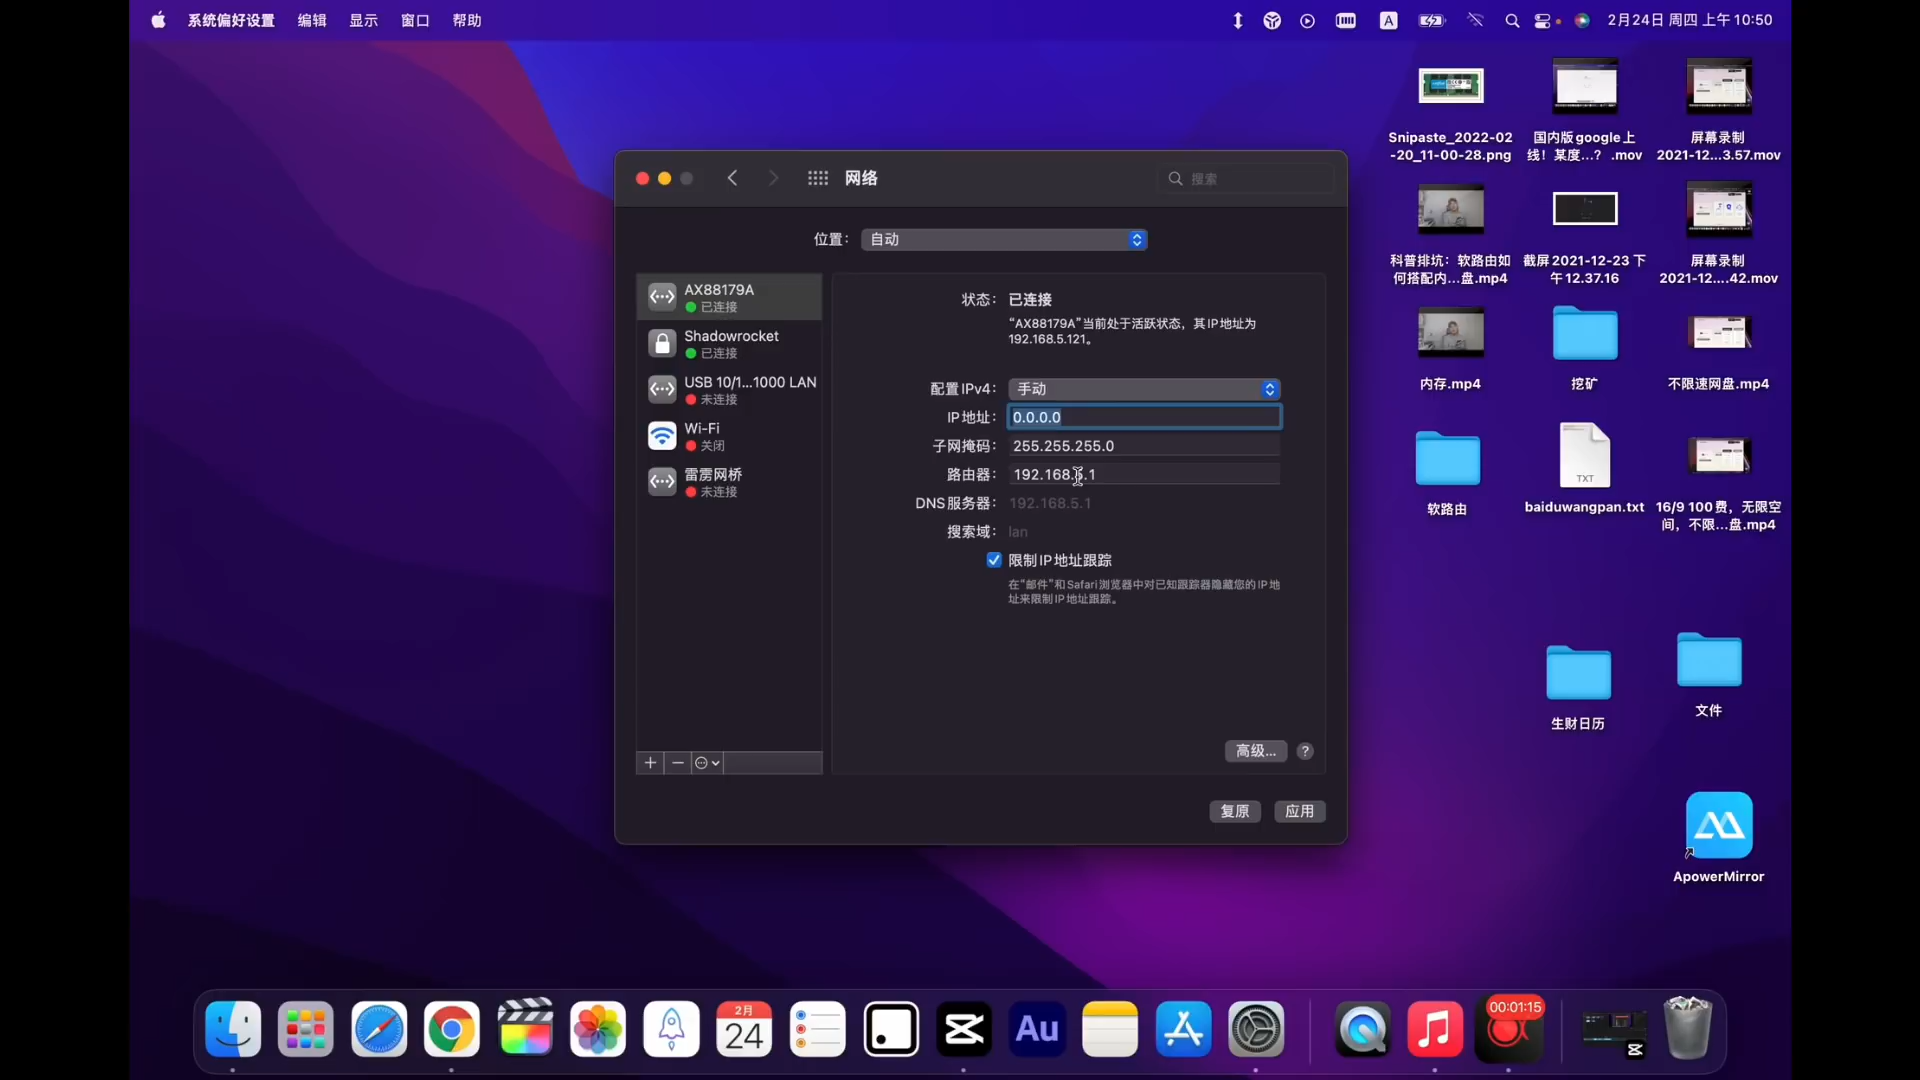 系统偏好设置 编辑 显示 窗口 帮助
A
2月24日 周四 上午10:50
网络
搜索
位置： 自动
AX88179A
已连接
Shadowrocket
已连接
USB 10/1...1000 LAN
未连接
Wi-Fi
关闭
雷雳网桥
未连接
状态： 已连接
“AX88179A”当前处于活跃状态，其IP地址为
192.168.5.121。
配置IPv4： 手动
IP地址： 0.0.0.0
子网掩码： 255.255.255.0
路由器： 192.168.5.1
DNS服务器： 192.168.5.1
搜索域： lan
限制IP地址跟踪
在“邮件”和Safari浏览器中对已知跟踪器隐藏您的IP地
址来限制IP地址跟踪。
高级... ?
复原 应用
Snipaste_2022-02
-20_11-00-28.png
国内版google上
线！某度...？ .mov
屏幕录制
2021-12...3.57.mov
科普排坑：软路由如
何搭配内...盘.mp4
截屏2021-12-23 下
午12.37.16
屏幕录制
2021-12....42.mov
内存.mp4
挖矿
不限速网盘.mp4
软路由
TXT
baiduwangpan.txt
16/9 100费，无限空
间，不限...盘.mp4
生财日历
文件
ApowerMirror
2月
24
Au
00:01:15